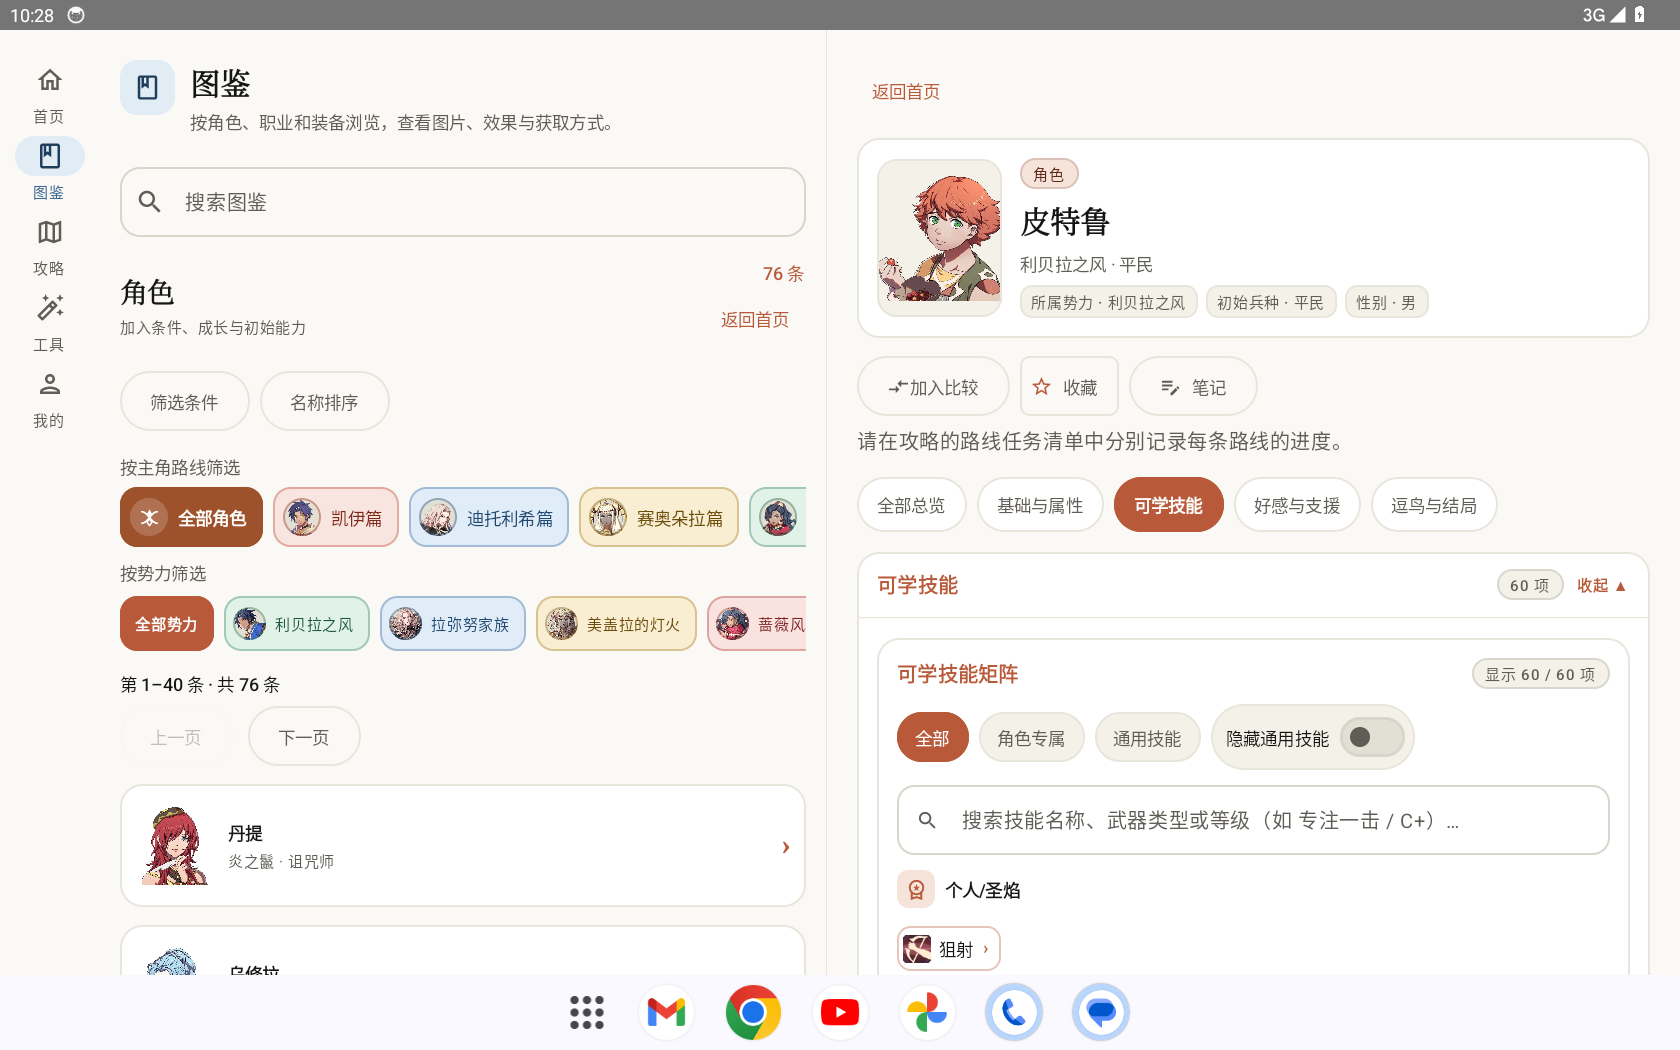 10:28
3G
首页
图鉴
攻略
工具
我的
图鉴
按角色、职业和装备浏览，查看图片、效果与获取方式。
搜索图鉴
76 条
角色
加入条件、成长与初始能力
返回首页
筛选条件
名称排序
按主角路线筛选
全部角色
凯伊篇
迪托利希篇
赛奥朵拉篇
按势力筛选
全部势力
利贝拉之风
拉弥努家族
美盖拉的灯火
蔷薇风
第 1–40 条 · 共 76 条
上一页
下一页
丹提
炎之鬣 · 诅咒师
›
返回首页
角色
皮特鲁
利贝拉之风 · 平民
所属势力 · 利贝拉之风
初始兵种 · 平民
性别 · 男
加入比较
收藏
笔记
请在攻略的路线任务清单中分别记录每条路线的进度。
全部总览
基础与属性
可学技能
好感与支援
逗鸟与结局
可学技能
60 项
收起 ▲
可学技能矩阵
显示 60 / 60 项
全部
角色专属
通用技能
隐藏通用技能
搜索技能名称、武器类型或等级（如 专注一击 / C+）…
个人/圣焰
狙射 ›